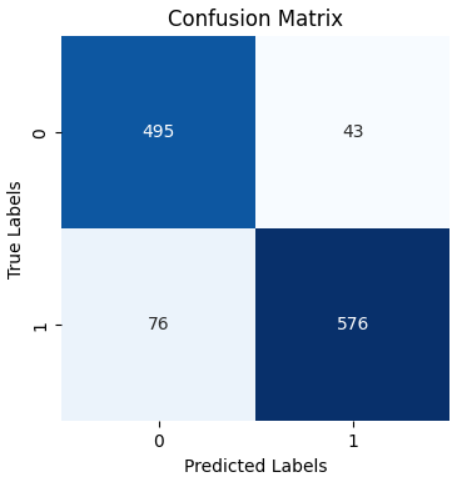 Confusion Matrix
True Labels
0
495
43
1
76
576
0
1
Predicted Labels